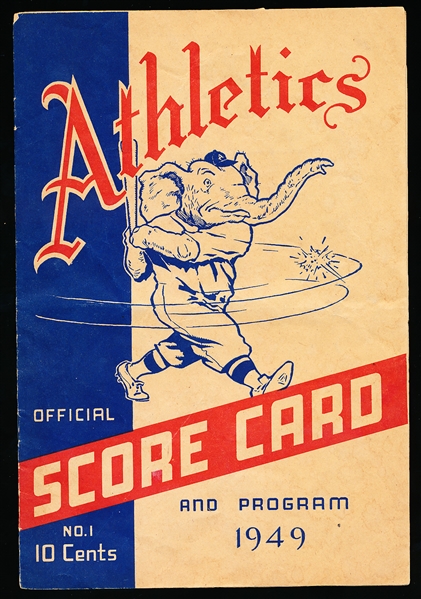 Athletics
OFFICIAL
SCORE CARD
AND PROGRAM
1949
NO.1
10 Cents